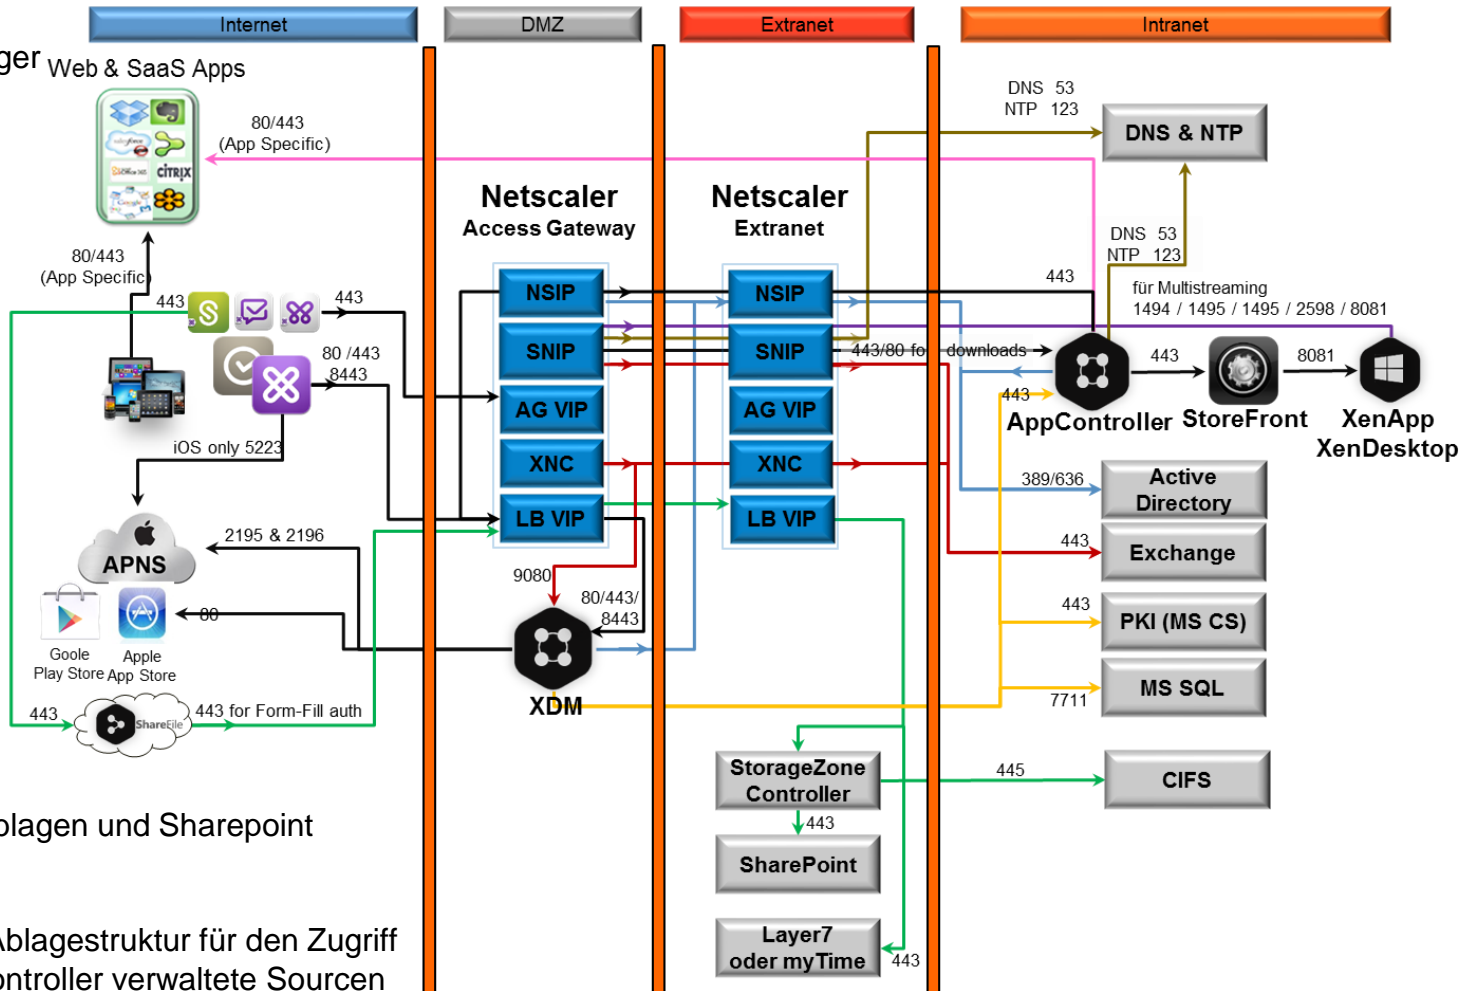 Internet
DMZ
Extranet
Intranet
ger
Web & SaaS Apps
80/443
(App Specific)
DNS 53
NTP 123
DNS & NTP
CİTRIX
Netscaler
Access Gateway
Netscaler
Extranet
80/443
(App Specific)
DNS 53
NTP 123
443
443
NSIP
NSIP
443
für Multistreaming
1494 / 1495 / 1495 / 2598 / 8081
80 /443
8443
SNIP
SNIP
443/80 for downloads
443
8081
AG VIP
AG VIP
443
AppController
StoreFront
XenApp
XenDesktop
iOS only 5223
XNC
XNC
389/636
Active
Directory
LB VIP
LB VIP
2195 & 2196
APNS
443
Exchange
9080
80/443/
8443
80
443
PKI (MS CS)
Goole
Play Store
Apple
App Store
7711
MS SQL
XDM
443
ShareFile
443 for Form-Fill auth
StorageZone
Controller
445
CIFS
443
blagen und Sharepoint
SharePoint
Ablagestruktur für den Zugriff
ontroller verwaltete Sourcen
Layer7
oder myTime
443